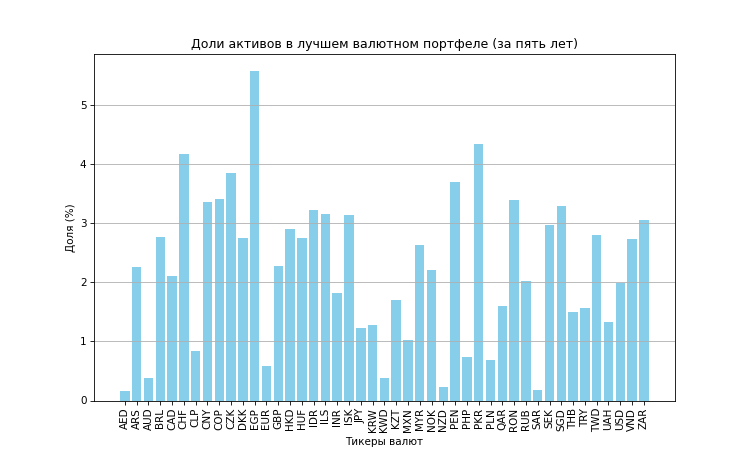 Доли активов в лучшем валютном портфеле (за пять лет)
Доля (%)
5
4
3
2
1
0
AED ARS AUD BRL CAD CHF CLP CNY COP CZK DKK EGP EUR GBP HKD HUF IDR ILS INR ISK JPY KRW KWD KZT MXN MYR NOK NZD PEN PHP PKR PLN QAR RON RUB SAR SEK SGD THB TRY TWD UAH USD VND ZAR
Тикеры валют